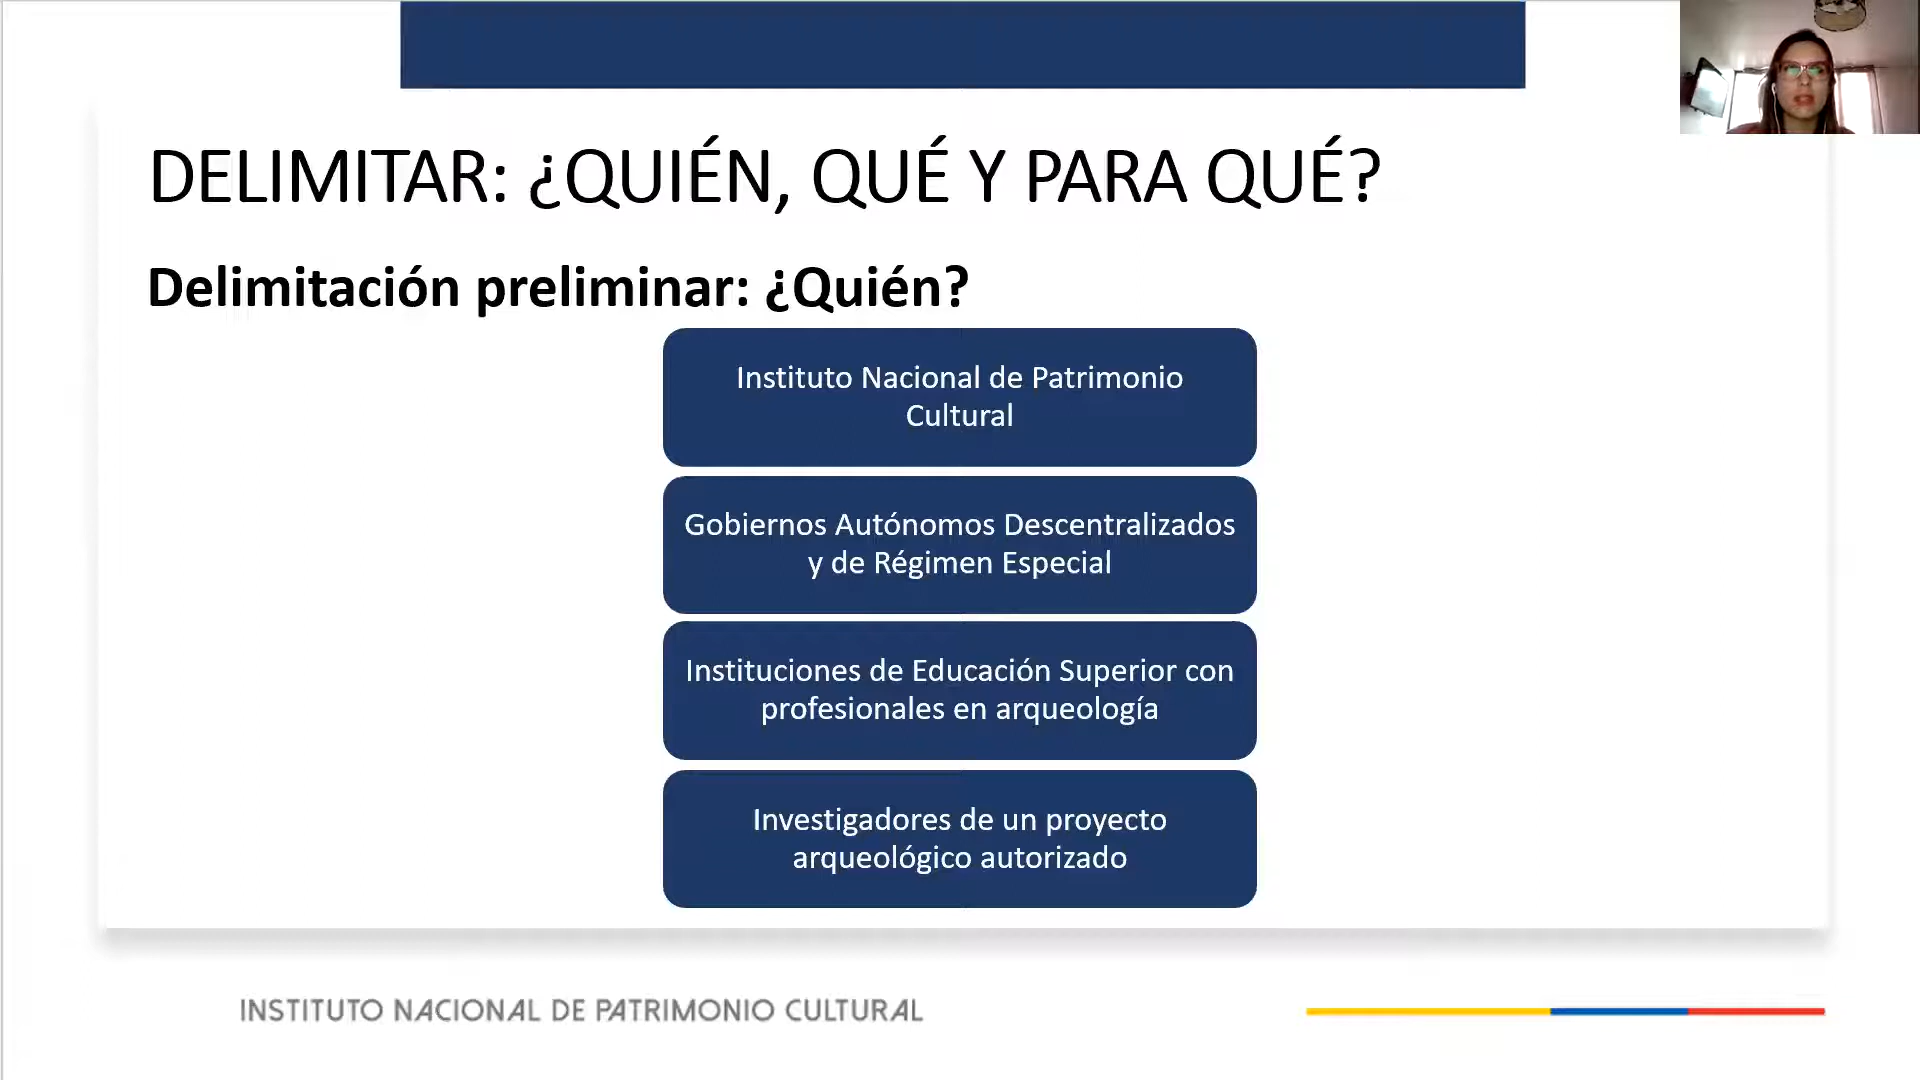 DELIMITAR: ¿QUIÉN, QUÉ Y PARA QUÉ?
Delimitación preliminar: ¿Quién?
Instituto Nacional de Patrimonio
Cultural
Gobiernos Autónomos Descentralizados
y de Régimen Especial
Instituciones de Educación Superior con
profesionales en arqueología
Investigadores de un proyecto
arqueológico autorizado
INSTITUTO NACIONAL DE PATRIMONIO CULTURAL